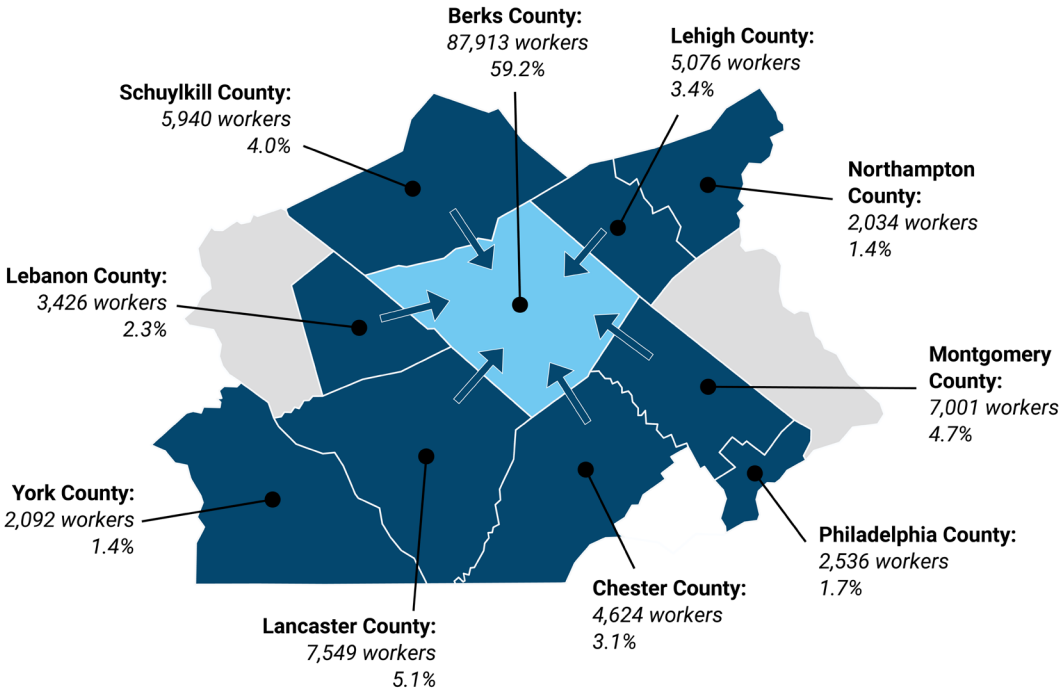 Berks County:
87,913 workers
59.2%
Lehigh County:
5,076 workers
3.4%
Schuylkill County:
5,940 workers
4.0%
Northampton
County:
2,034 workers
1.4%
Lebanon County:
3,426 workers
2.3%
Montgomery
County:
7,001 workers
4.7%
York County:
2,092 workers
1.4%
Philadelphia County:
2,536 workers
1.7%
Chester County:
4,624 workers
3.1%
Lancaster County:
7,549 workers
5.1%